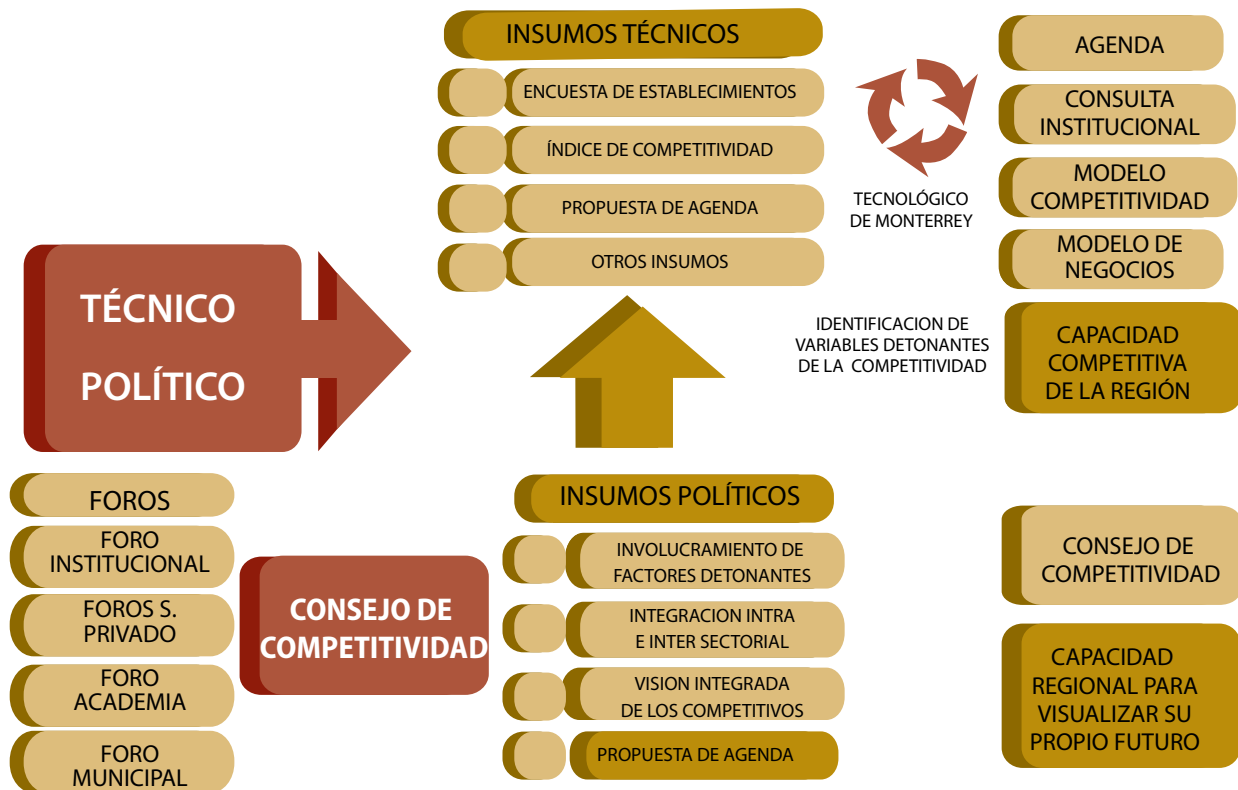 INSUMOS TÉCNICOS
ENCUESTA DE ESTABLECIMIENTOS
ÍNDICE DE COMPETITIVIDAD
PROPUESTA DE AGENDA
OTROS INSUMOS
TECNOLÓGICO
DE MONTERREY
AGENDA
CONSULTA
INSTITUCIONAL
MODELO
COMPETITIVIDAD
MODELO DE
NEGOCIOS
IDENTIFICACION DE
VARIABLES DETONANTES
DE LA COMPETITIVIDAD
CAPACIDAD
COMPETITIVA
DE LA REGIÓN
TÉCNICO
POLÍTICO
FOROS
FORO
INSTITUCIONAL
FOROS S.
PRIVADO
FORO
ACADEMIA
FORO
MUNICIPAL
CONSEJO DE
COMPETITIVIDAD
INSUMOS POLÍTICOS
INVOLUCRAMIENTO DE
FACTORES DETONANTES
INTEGRACION INTRA
E INTER SECTORIAL
VISION INTEGRADA
DE LOS COMPETITIVOS
PROPUESTA DE AGENDA
CONSEJO DE
COMPETITIVIDAD
CAPACIDAD
REGIONAL PARA
VISUALIZAR SU
PROPIO FUTURO